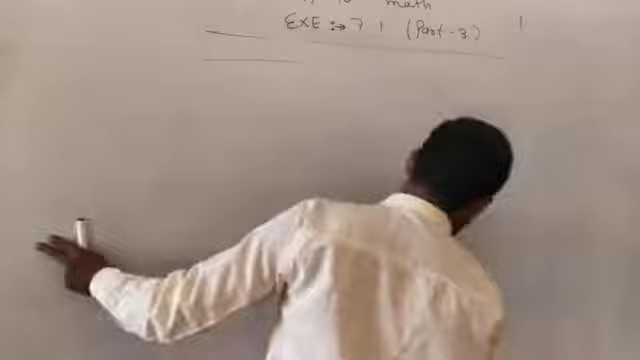 math
EXE :→ 7 1 (Part-3)